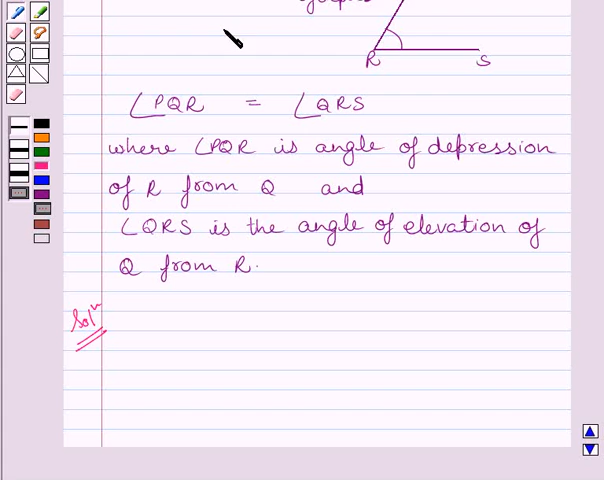 R
S
∠PQR = ∠QRS
where ∠PQR is angle of depression
of R from Q and
∠QRS is the angle of elevation of
Q from R.
Solⁿ